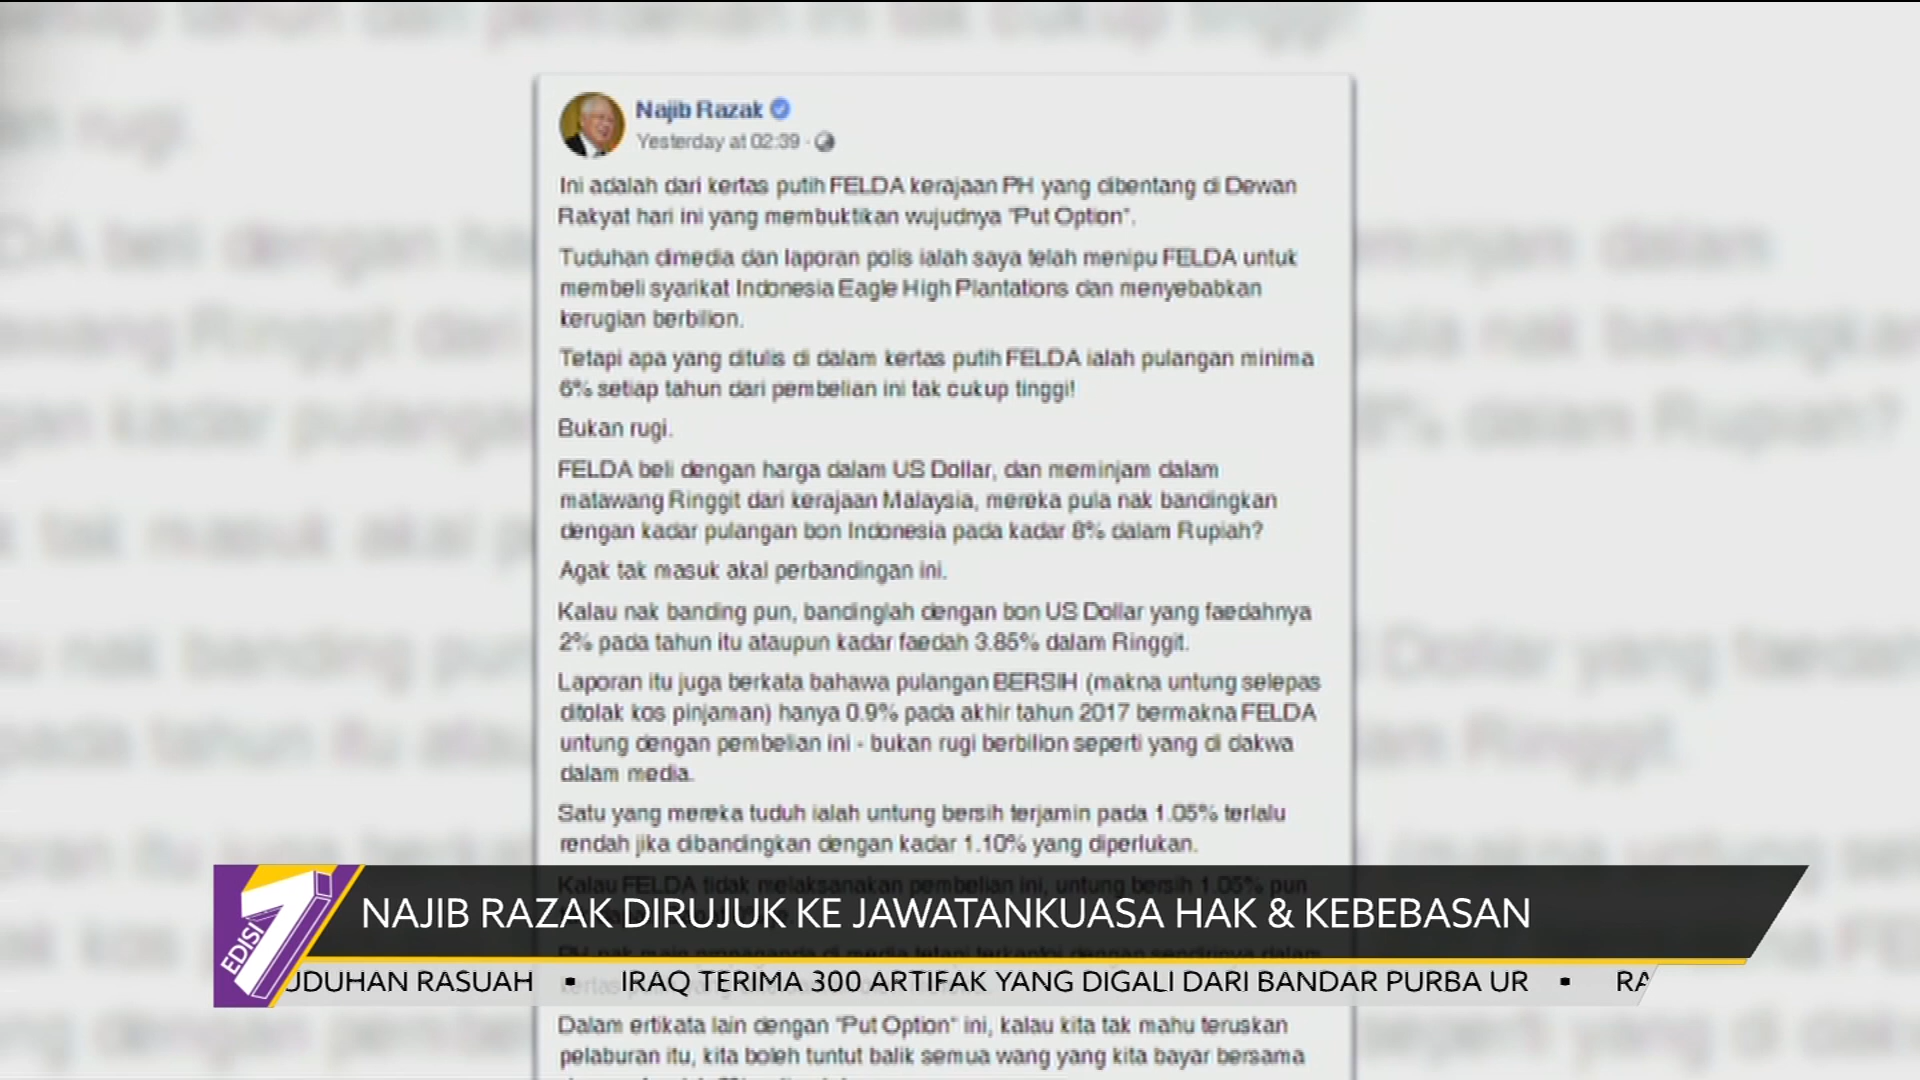 Najib Razak
Yesterday at 02:39 ·
Ini adalah dari kertas putih FELDA kerajaan PH yang dibentang di Dewan
Rakyat hari ini yang membuktikan wujudnya "Put Option".
Tuduhan dimedia dan laporan polis ialah saya telah menipu FELDA untuk
membeli syarikat Indonesia Eagle High Plantations dan menyebabkan
kerugian berbilion.
Tetapi apa yang ditulis di dalam kertas putih FELDA ialah pulangan minima
6% setiap tahun dari pembelian ini tak cukup tinggi!
Bukan rugi.
FELDA beli dengan harga dalam US Dollar, dan meminjam dalam
matawang Ringgit dari kerajaan Malaysia, mereka pula nak bandingkan
dengan kadar pulangan bon Indonesia pada kadar 8% dalam Rupiah?
Agak tak masuk akal perbandingan ini.
Kalau nak banding pun, bandinglah dengan bon US Dollar yang faedahnya
2% pada tahun itu ataupun kadar faedah 3.85% dalam Ringgit.
Laporan itu juga berkata bahawa pulangan BERSIH (makna untung selepas
ditolak kos pinjaman) hanya 0.9% pada akhir tahun 2017 bermakna FELDA
untung dengan pembelian ini - bukan rugi berbilion seperti yang di dakwa
dalam media.
Satu yang mereka tuduh ialah untung bersih terjamin pada 1.05% terlalu
rendah jika dibandingkan dengan kadar 1.10% yang diperlukan.
Kalau FELDA tidak melaksanakan pembelian ini, untung bersih 1.05% pun
EDISI 7
NAJIB RAZAK DIRUJUK KE JAWATANKUASA HAK & KEBEBASAN
UDUHAN RASUAH ▪ IRAQ TERIMA 300 ARTIFAK YANG DIGALI DARI BANDAR PURBA UR ▪ RA
Dalam ertikata lain dengan "Put Option" ini, kalau kita tak mahu teruskan
pelaburan itu, kita boleh tuntut balik semua wang yang kita bayar bersama